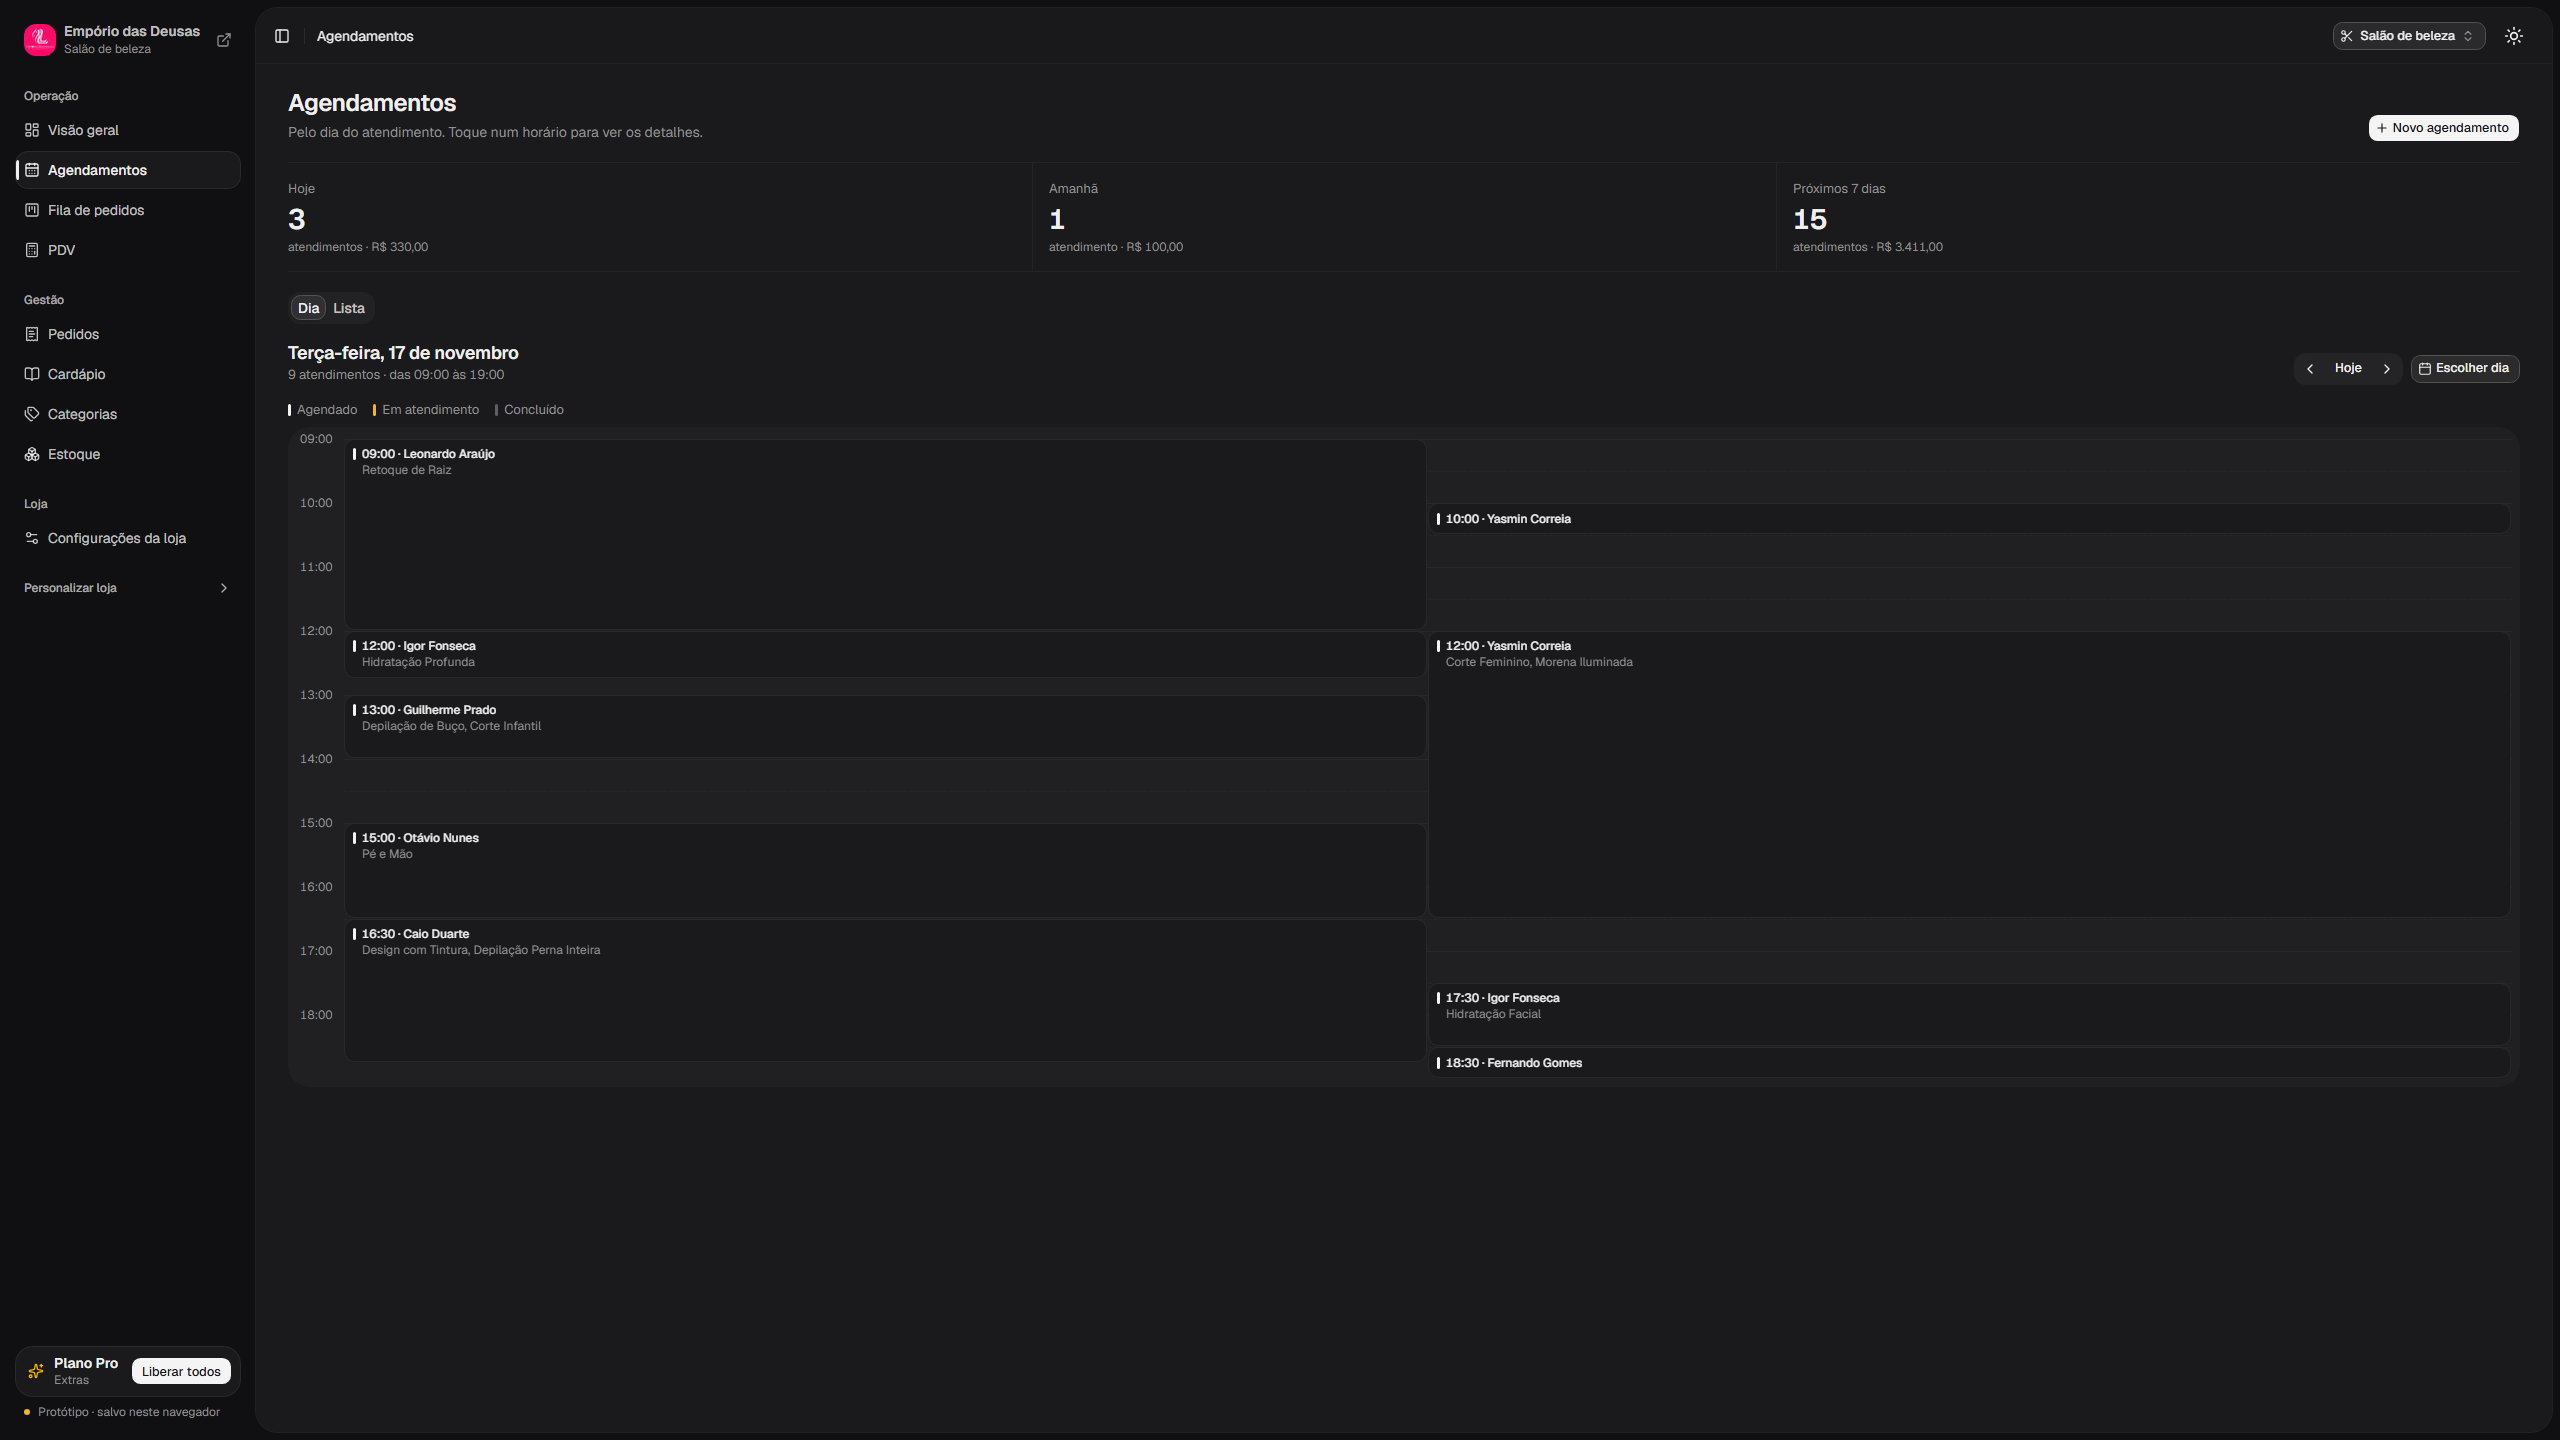 Empório das Deusas
Salão de beleza
Operação
Visão geral
Agendamentos
Fila de pedidos
PDV
Gestão
Pedidos
Cardápio
Categorias
Estoque
Loja
Configurações da loja
Personalizar loja
Plano Pro
Extras
Liberar todos
Protótipo · salvo neste navegador
Agendamentos
Salão de beleza
Agendamentos
Pelo dia do atendimento. Toque num horário para ver os detalhes.
+ Novo agendamento
Hoje
3
atendimentos · R$ 330,00
Amanhã
1
atendimento · R$ 100,00
Próximos 7 dias
15
atendimentos · R$ 3.411,00
Dia
Lista
Terça-feira, 17 de novembro
9 atendimentos · das 09:00 às 19:00
Hoje
Escolher dia
Agendado
Em atendimento
Concluído
09:00
10:00
11:00
12:00
13:00
14:00
15:00
16:00
17:00
18:00
09:00 · Leonardo Araújo
Retoque de Raiz
10:00 · Yasmin Correia
12:00 · Igor Fonseca
Hidratação Profunda
12:00 · Yasmin Correia
Corte Feminino, Morena Iluminada
13:00 · Guilherme Prado
Depilação de Buço, Corte Infantil
15:00 · Otávio Nunes
Pé e Mão
16:30 · Caio Duarte
Design com Tintura, Depilação Perna Inteira
17:30 · Igor Fonseca
Hidratação Facial
18:30 · Fernando Gomes